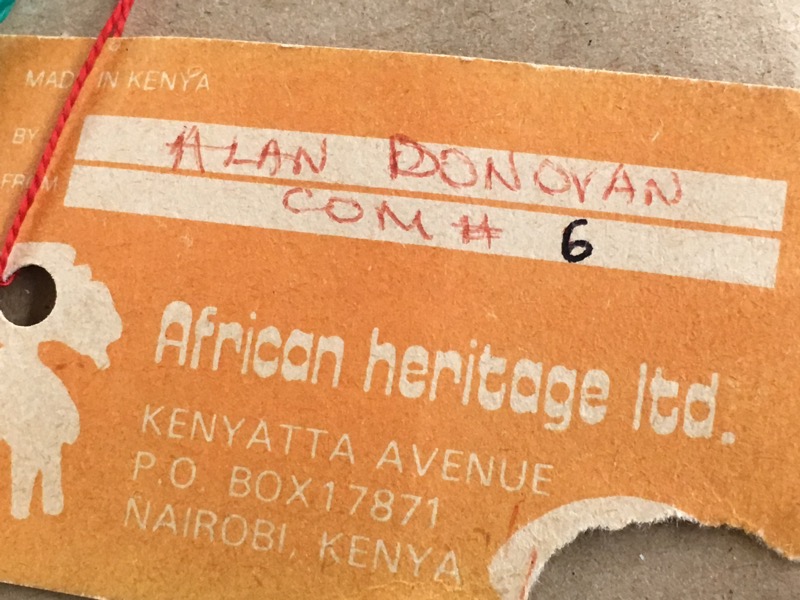 MADE IN KENYA
BY ALAN DONOVAN
FROM COM # 6
African heritage ltd.
KENYATTA AVENUE
P.O. BOX 17871
NAIROBI, KENYA